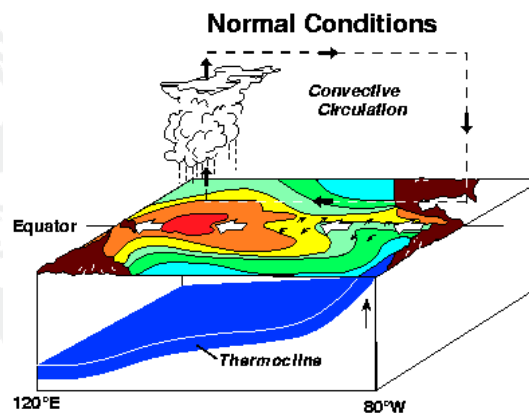 Normal Conditions
Convective
Circulation
Equator
Thermocline
120°E
80°W